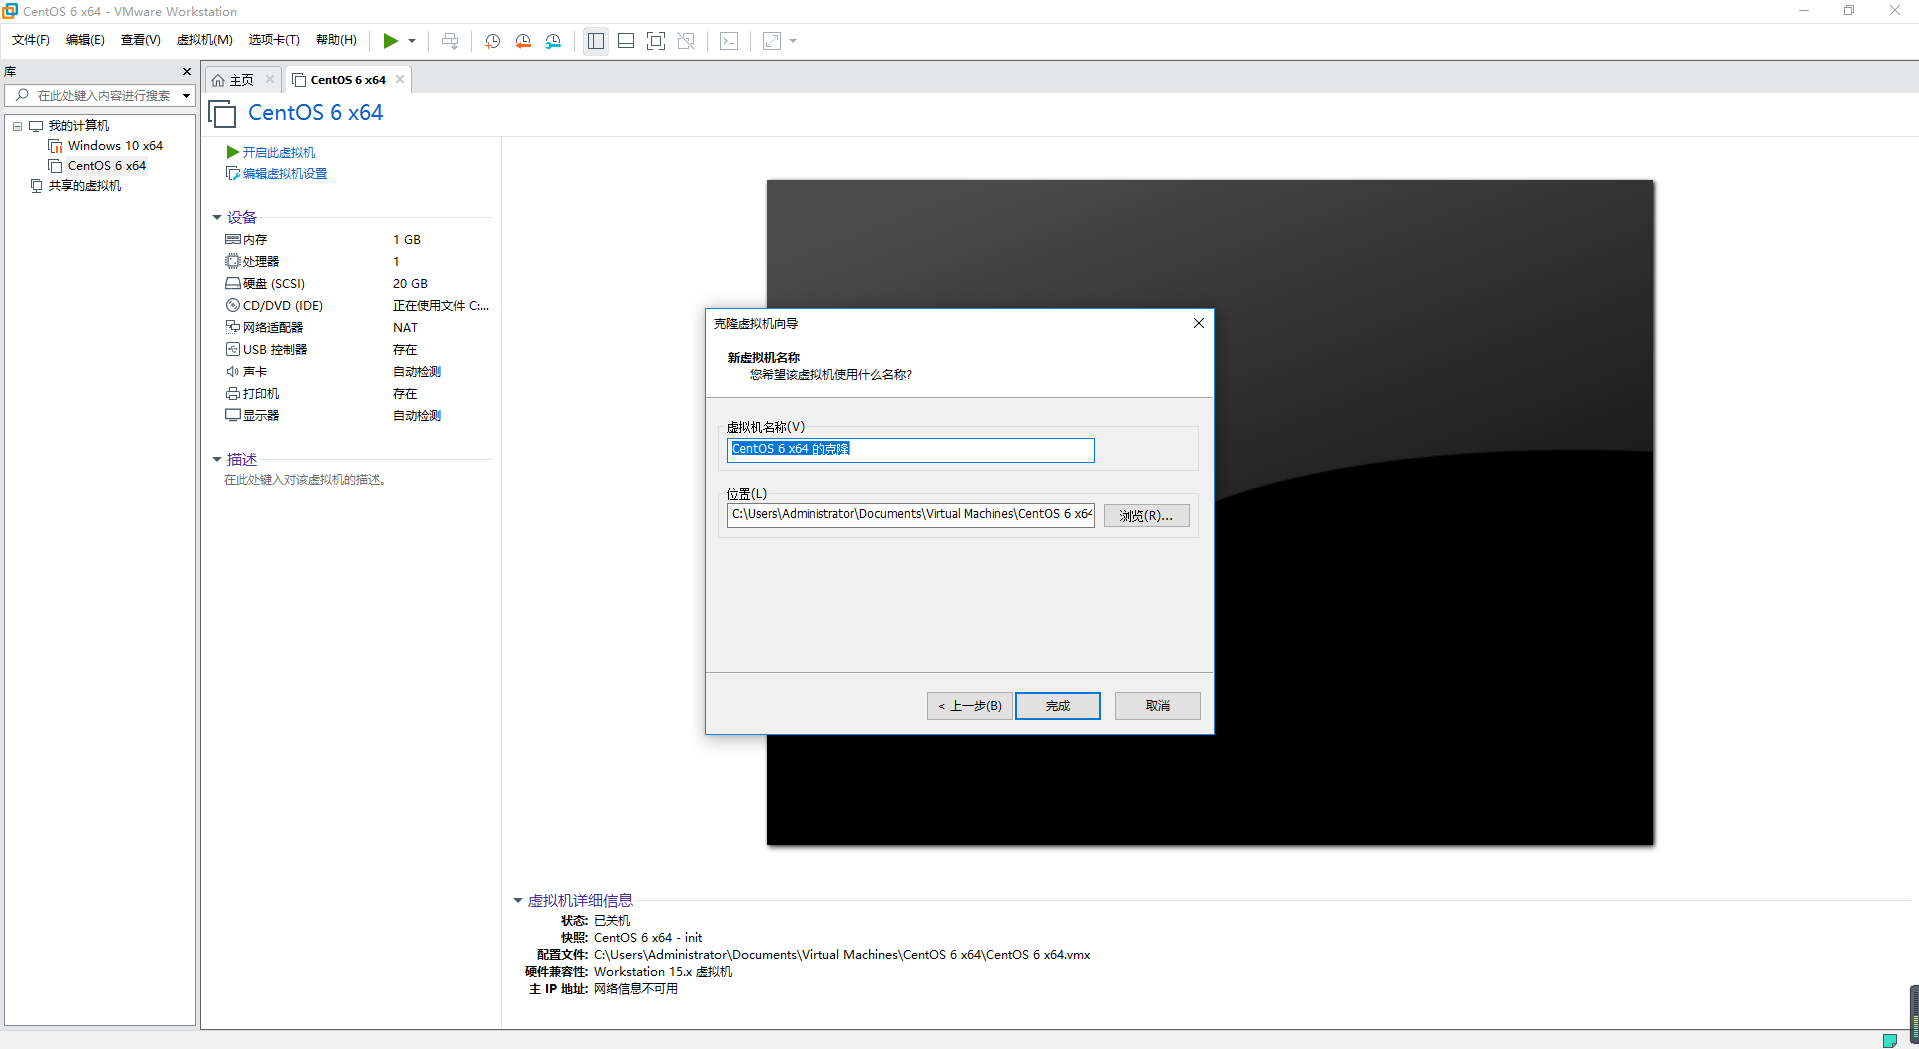 CentOS 6 x64 - VMware Workstation
文件(F) 编辑(E) 查看(V) 虚拟机(M) 选项卡(T) 帮助(H)
库
在此处键入内容进行搜索
我的计算机
Windows 10 x64
CentOS 6 x64
共享的虚拟机
主页
CentOS 6 x64
CentOS 6 x64
开启此虚拟机
编辑虚拟机设置
设备
内存 1 GB
处理器 1
硬盘 (SCSI) 20 GB
CD/DVD (IDE) 正在使用文件 C:...
网络适配器 NAT
USB 控制器 存在
声卡 自动检测
打印机 存在
显示器 自动检测
描述
在此处键入对该虚拟机的描述。
克隆虚拟机向导
新虚拟机名称
您希望该虚拟机使用什么名称?
虚拟机名称(V)
CentOS 6 x64 的克隆
位置(L)
C:\Users\Administrator\Documents\Virtual Machines\CentOS 6 x64
浏览(R)...
< 上一步(B) 完成 取消
虚拟机详细信息
状态: 已关机
快照: CentOS 6 x64 - init
配置文件: C:\Users\Administrator\Documents\Virtual Machines\CentOS 6 x64\CentOS 6 x64.vmx
硬件兼容性: Workstation 15.x 虚拟机
主 IP 地址: 网络信息不可用